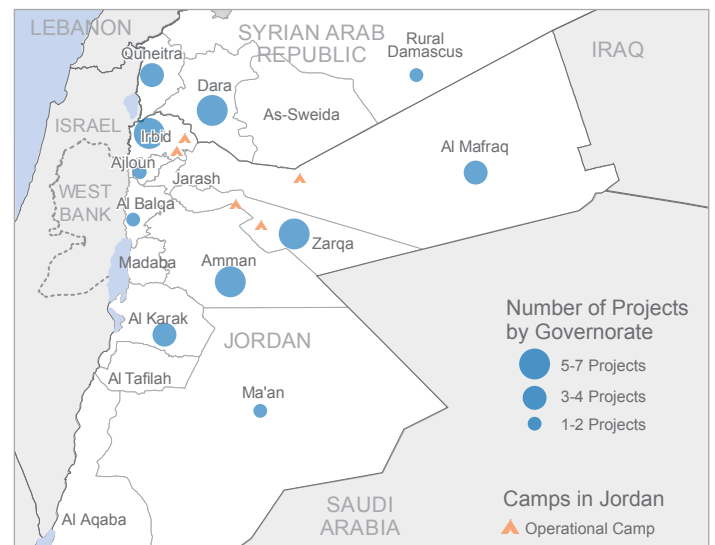 LEBANON
SYRIAN ARAB
REPUBLIC
Rural
Damascus
IRAQ
Quneitra
Dara
As-Sweida
ISRAEL
Irbid
Al Mafraq
Ajloun
Jarash
WEST
BANK
Al Balqa
Zarqa
Madaba
Amman
Al Karak
JORDAN
Al Tafilah
Ma'an
Al Aqaba
SAUDI
ARABIA
Number of Projects
by Governorate
5-7 Projects
3-4 Projects
1-2 Projects
Camps in Jordan
Operational Camp